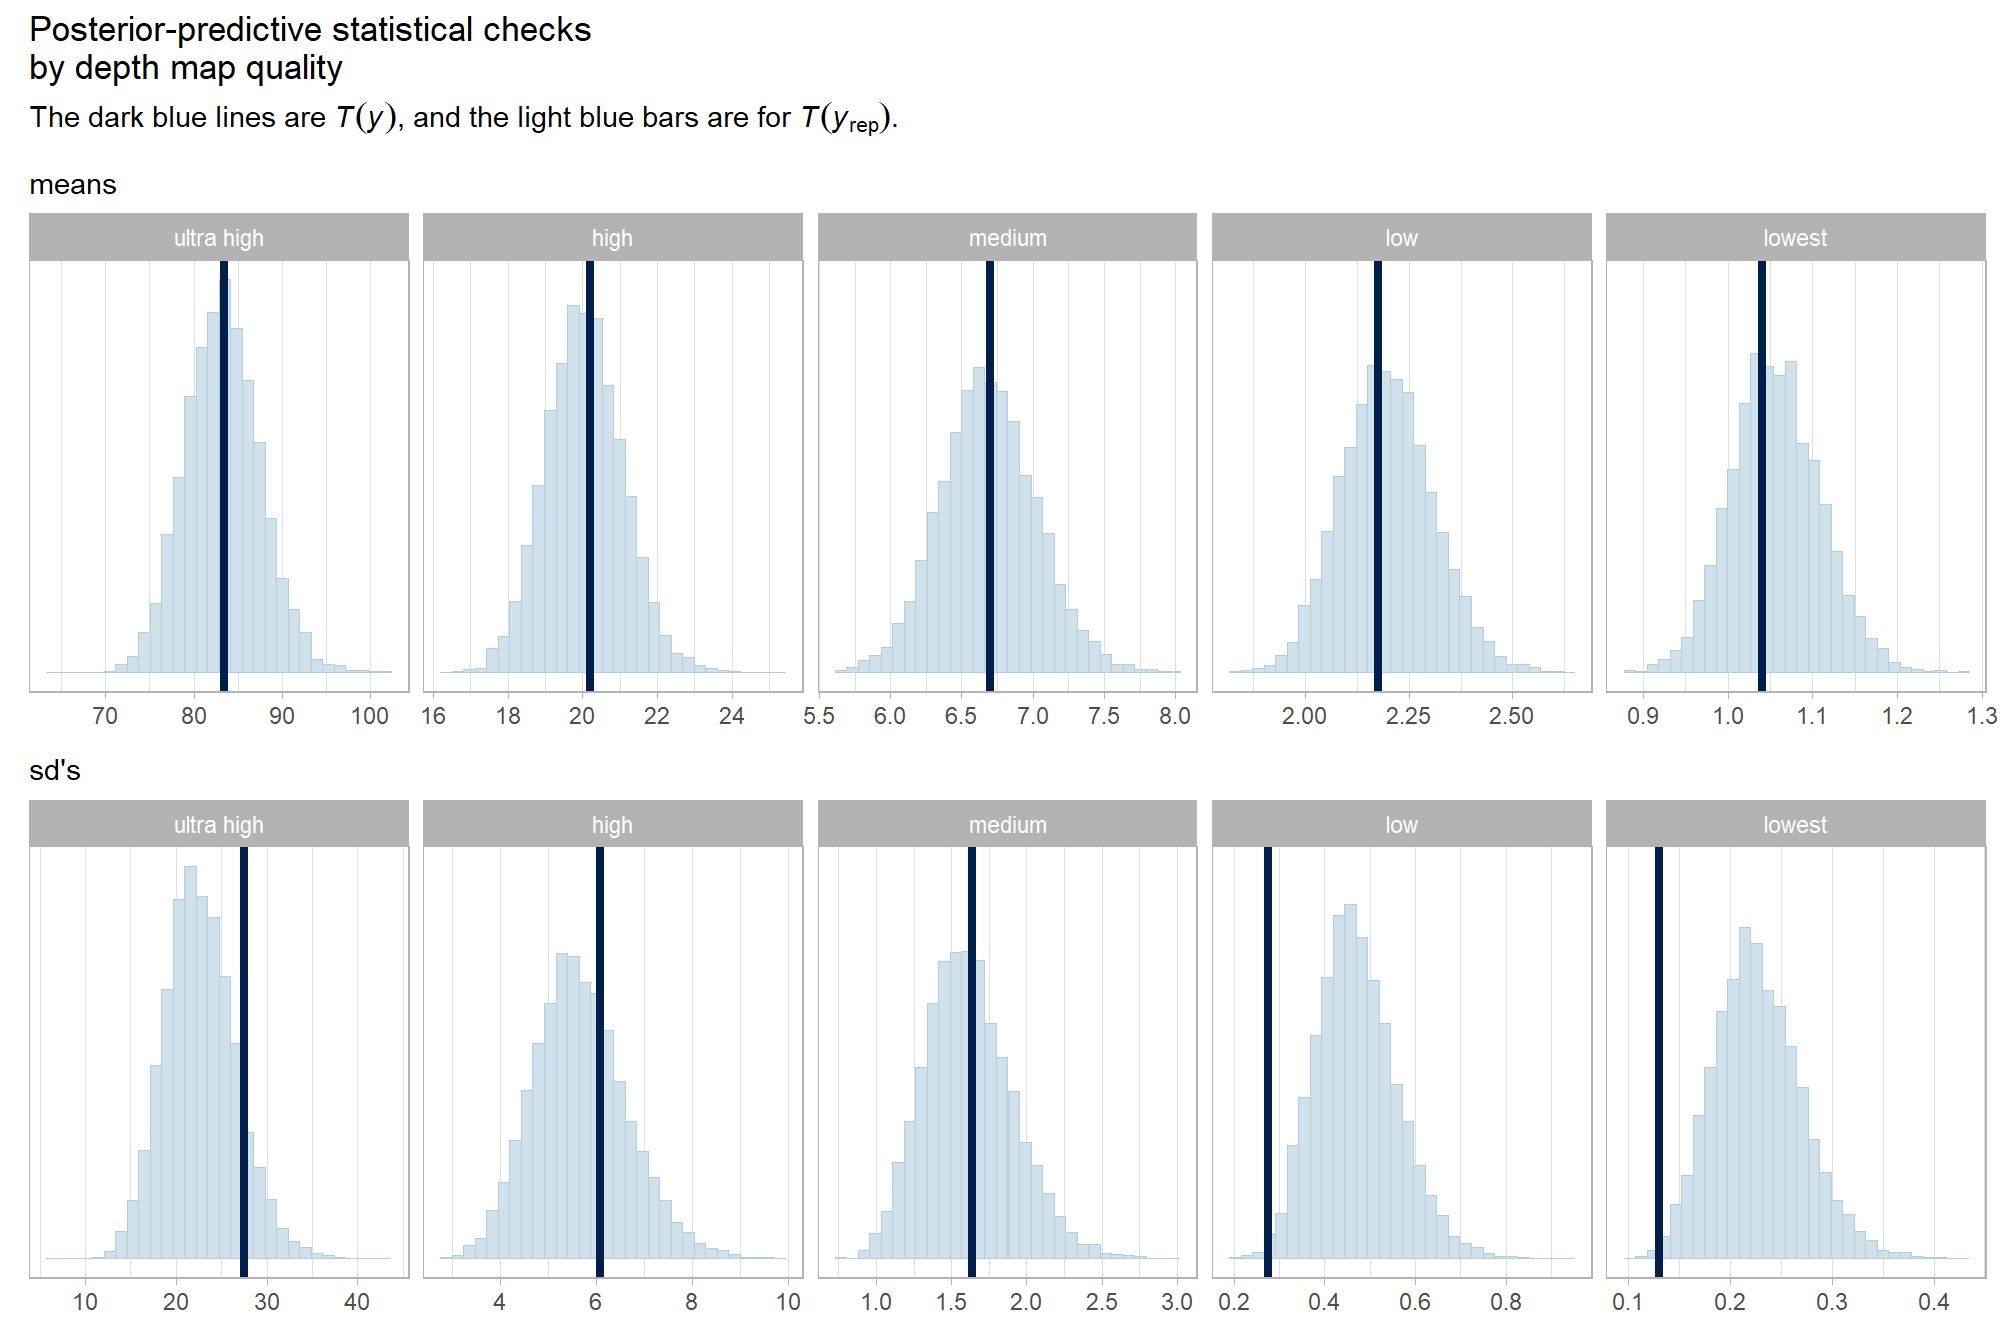 Posterior-predictive statistical checks
by depth map quality
The dark blue lines are T(y), and the light blue bars are for T(y_rep).
means
ultra high high medium low lowest
70 80 90 100 16 18 20 22 24 5.5 6.0 6.5 7.0 7.5 8.0 2.00 2.25 2.50 0.9 1.0 1.1 1.2 1.3
sd's
ultra high high medium low lowest
10 20 30 40 4 6 8 10 1.0 1.5 2.0 2.5 3.0 0.2 0.4 0.6 0.8 0.1 0.2 0.3 0.4